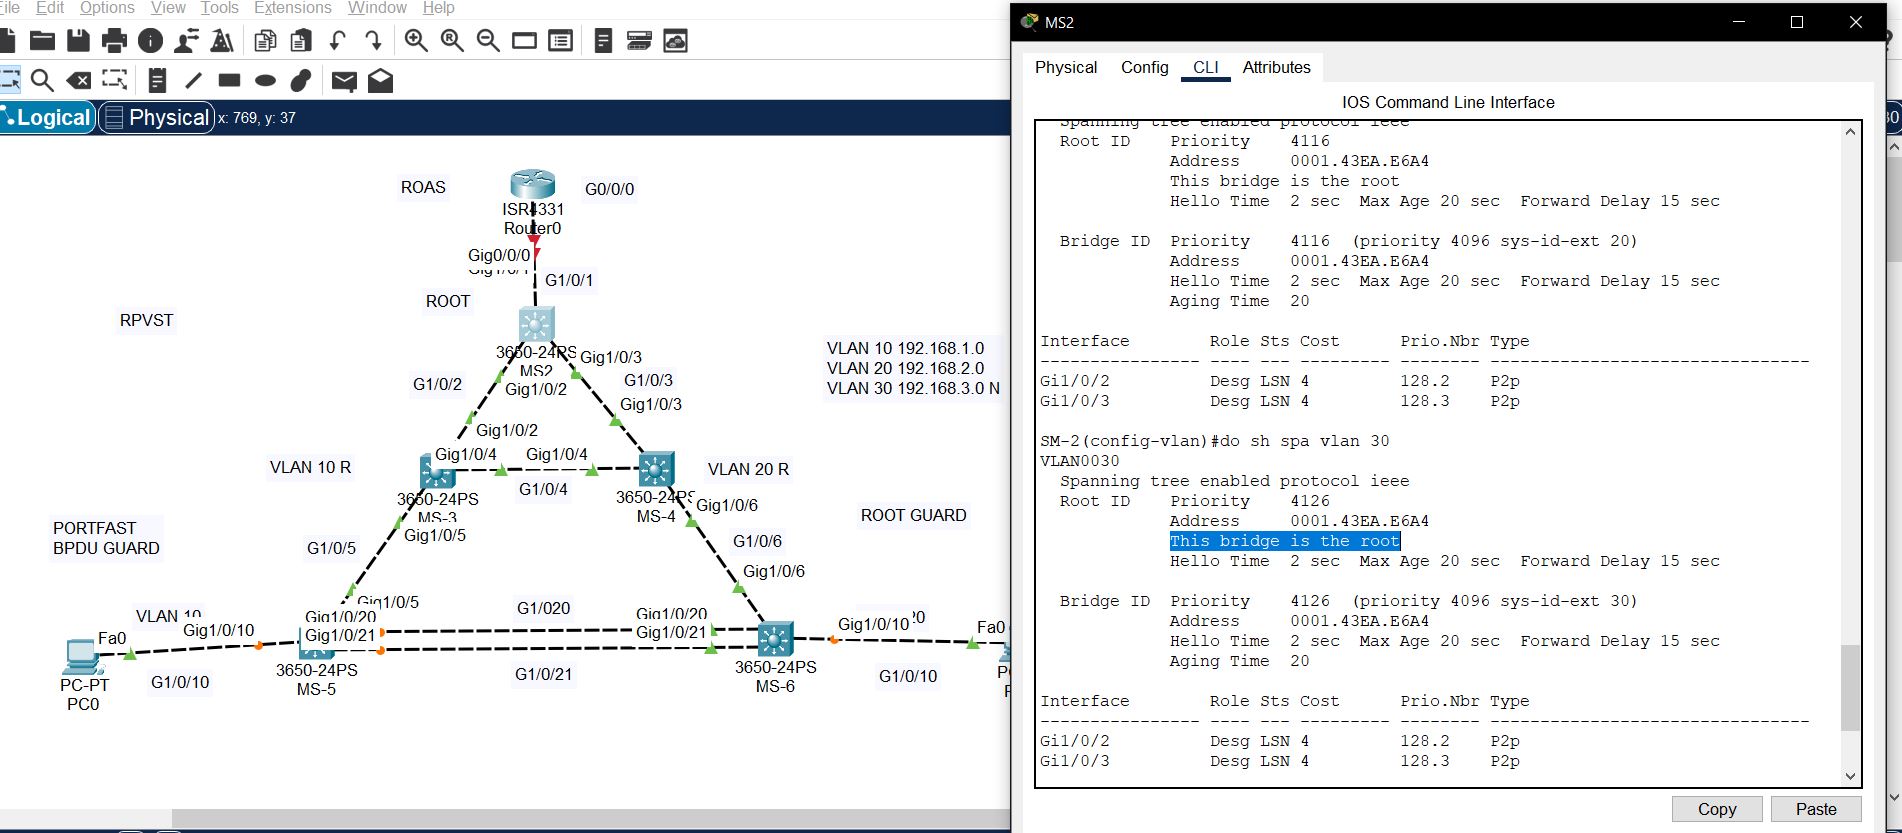 File Edit Options View Tools Extensions Window Help
Logical
Physical
x: 769, y: 37
ROAS
G0/0/0
ISR4331
Router0
Gig0/0/0
G1/0/1
ROOT
RPVST
3650-24PS
MS2
Gig1/0/3
Gig1/0/2
G1/0/2
G1/0/3
Gig1/0/3
VLAN 10 192.168.1.0
VLAN 20 192.168.2.0
VLAN 30 192.168.3.0 N
Gig1/0/2
Gig1/0/4
Gig1/0/4
VLAN 10 R
VLAN 20 R
G1/0/4
3650-24PS
MS-3
3650-24PS
MS-4
Gig1/0/6
Gig1/0/5
ROOT GUARD
PORTFAST
BPDU GUARD
G1/0/5
G1/0/6
Gig1/0/6
Gig1/0/5
VLAN 10
Gig1/0/20
G1/020
Gig1/0/20
Gig1/0/21
Gig1/0/21
Fa0
Gig1/0/10
Gig1/0/10
Fa0
3650-24PS
MS-5
3650-24PS
MS-6
PC-PT
PC0
G1/0/10
G1/0/21
G1/0/10
MS2
Physical Config CLI Attributes
IOS Command Line Interface
Spanning tree enabled protocol ieee
Root ID Priority 4116
Address 0001.43EA.E6A4
This bridge is the root
Hello Time 2 sec Max Age 20 sec Forward Delay 15 sec
Bridge ID Priority 4116 (priority 4096 sys-id-ext 20)
Address 0001.43EA.E6A4
Hello Time 2 sec Max Age 20 sec Forward Delay 15 sec
Aging Time 20
Interface Role Sts Cost Prio.Nbr Type
---------------- ---- --- --------- -------- --------------------------------
Gi1/0/2 Desg LSN 4 128.2 P2p
Gi1/0/3 Desg LSN 4 128.3 P2p
SM-2(config-vlan)#do sh spa vlan 30
VLAN0030
Spanning tree enabled protocol ieee
Root ID Priority 4126
Address 0001.43EA.E6A4
This bridge is the root
Hello Time 2 sec Max Age 20 sec Forward Delay 15 sec
Bridge ID Priority 4126 (priority 4096 sys-id-ext 30)
Address 0001.43EA.E6A4
Hello Time 2 sec Max Age 20 sec Forward Delay 15 sec
Aging Time 20
Interface Role Sts Cost Prio.Nbr Type
---------------- ---- --- --------- -------- --------------------------------
Gi1/0/2 Desg LSN 4 128.2 P2p
Gi1/0/3 Desg LSN 4 128.3 P2p
Copy
Paste